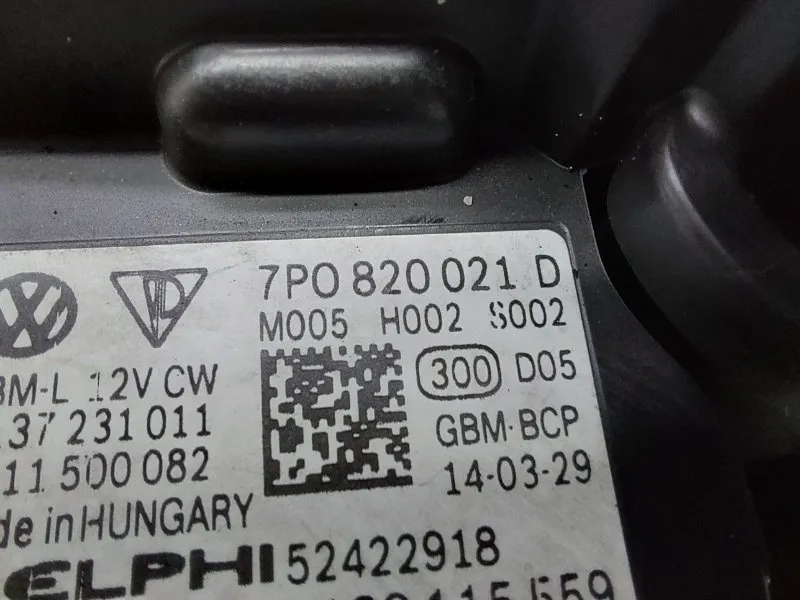 7P0 820 021 D
M005 H002 S002
BM-L 12V CW
300 D05
37 231 011
GBM-BCP
11 500 082
14-03-29
de in HUNGARY
ELPHI 52422918